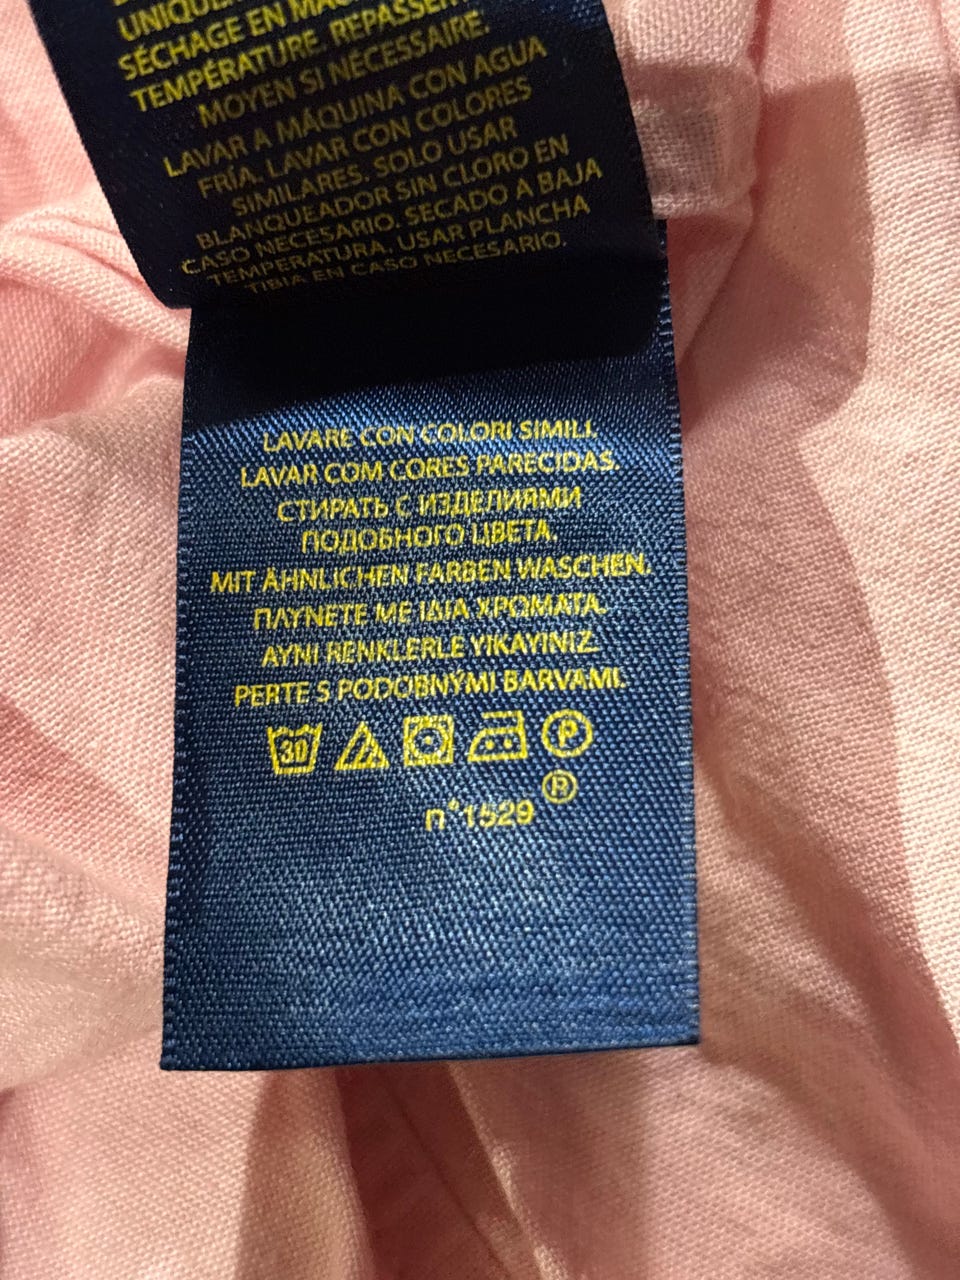 UNIQUEM
SÉCHAGE EN MAC
TEMPÉRATURE. REPASSER
MOYEN SI NÉCESSAIRE.
LAVAR A MÁQUINA CON AGUA
FRÍA. LAVAR CON COLORES
SIMILARES. SOLO USAR
BLANQUEADOR SIN CLORO EN
CASO NECESARIO. SECADO A BAJA
TEMPERATURA. USAR PLANCHA
TIBIA EN CASO NECESARIO.
LAVARE CON COLORI SIMILI.
LAVAR COM CORES PARECIDAS.
СТИРАТЬ С ИЗДЕЛИЯМИ
ПОДОБНОГО ЦВЕТА.
MIT ÄHNLICHEN FARBEN WASCHEN.
ΠΛΥΝΕΤΕ ΜΕ ΙΔΙΑ ΧΡΩΜΑΤΑ.
AYNI RENKLERLE YIKAYINIZ.
PERTE S PODOBNÝMI BARVAMI.
30 P
n°1529 ®